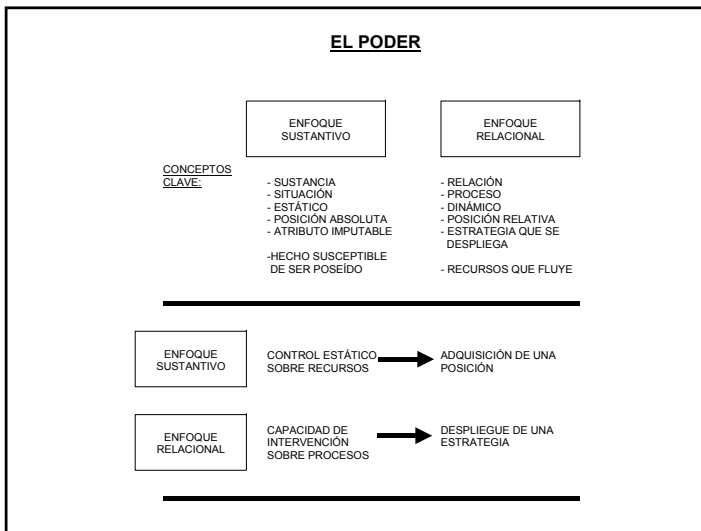 EL PODER
ENFOQUE
SUSTANTIVO
ENFOQUE
RELACIONAL
CONCEPTOS
CLAVE:
- SUSTANCIA
- SITUACIÓN
- ESTÁTICO
- POSICIÓN ABSOLUTA
- ATRIBUTO IMPUTABLE
-HECHO SUSCEPTIBLE
DE SER POSEÍDO
- RELACIÓN
- PROCESO
- DINÁMICO
- POSICIÓN RELATIVA
- ESTRATEGIA QUE SE
DESPLIEGA
- RECURSOS QUE FLUYE
ENFOQUE
SUSTANTIVO
CONTROL ESTÁTICO
SOBRE RECURSOS
ADQUISICIÓN DE UNA
POSICIÓN
ENFOQUE
RELACIONAL
CAPACIDAD DE
INTERVENCIÓN
SOBRE PROCESOS
DESPLIEGUE DE UNA
ESTRATEGIA